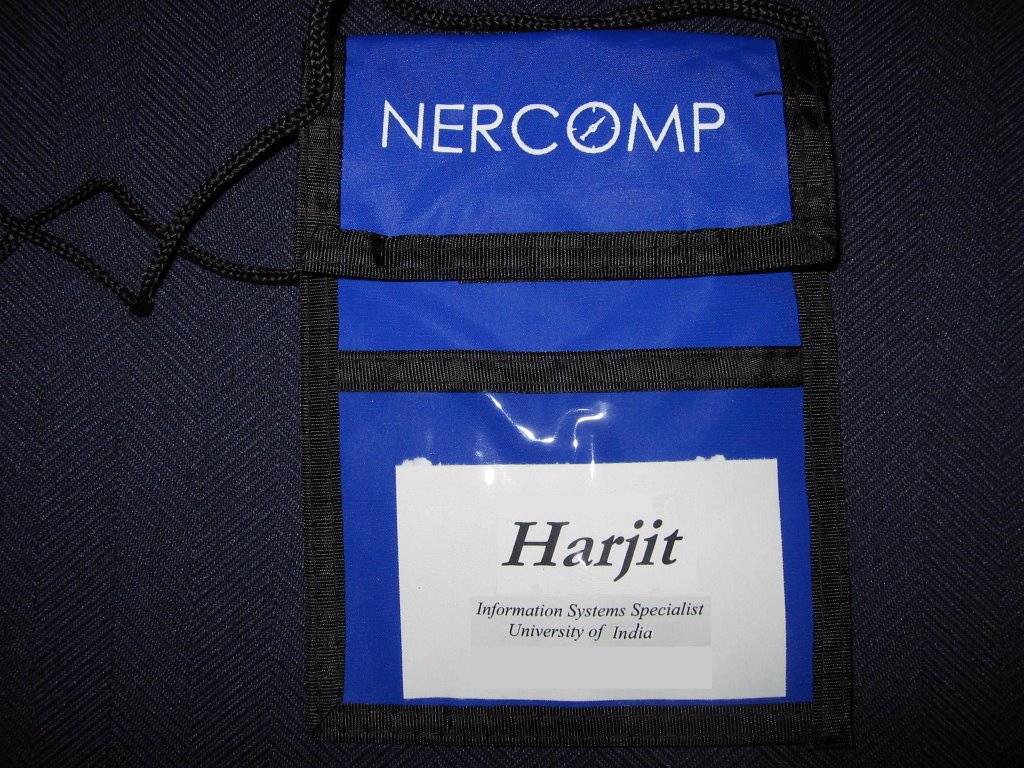 NERCOMP
Harjit
Information Systems Specialist
University of India